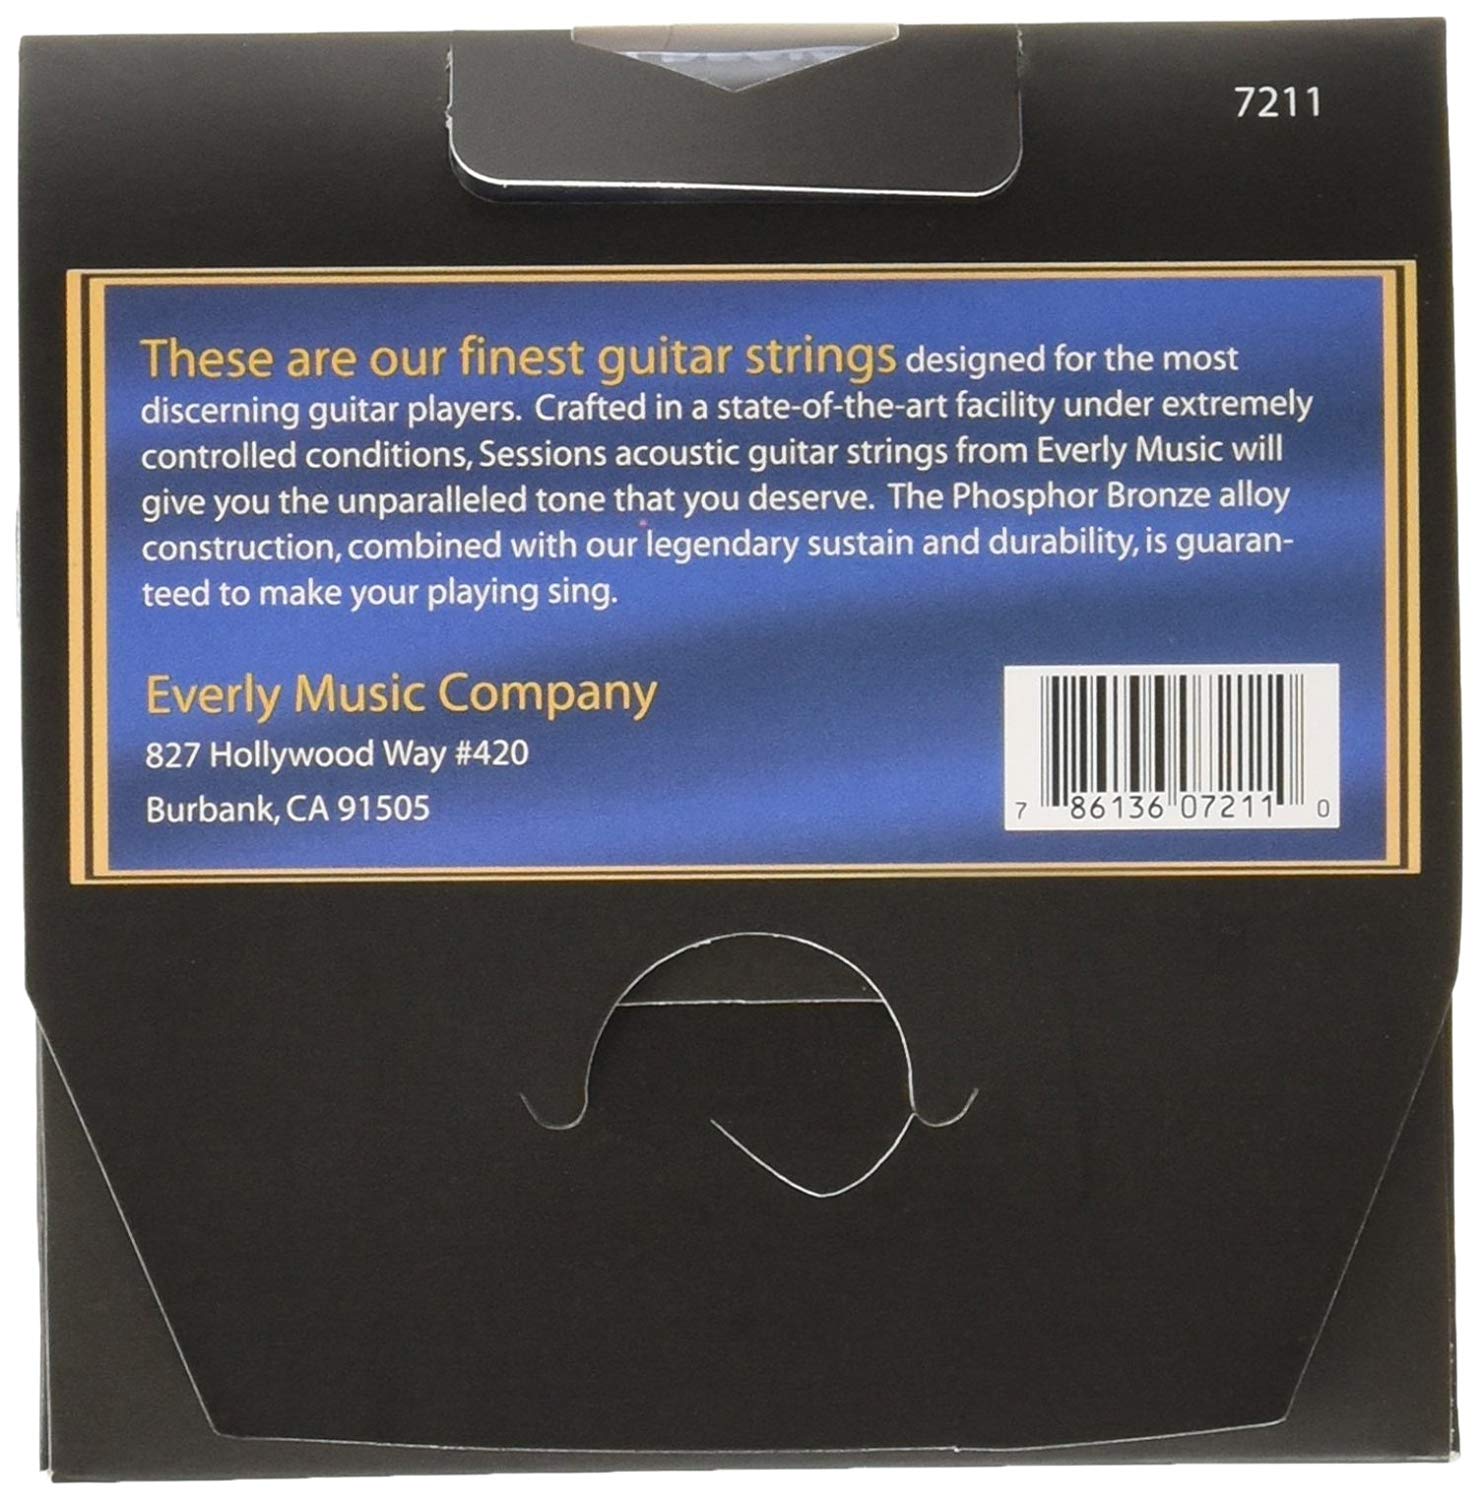 7211
These are our finest guitar strings designed for the most
discerning guitar players. Crafted in a state-of-the-art facility under extremely
controlled conditions, Sessions acoustic guitar strings from Everly Music will
give you the unparalleled tone that you deserve. The Phosphor Bronze alloy
construction, combined with our legendary sustain and durability, is guaran-
teed to make your playing sing.
Everly Music Company
827 Hollywood Way #420
Burbank, CA 91505
7 86136 07211 0